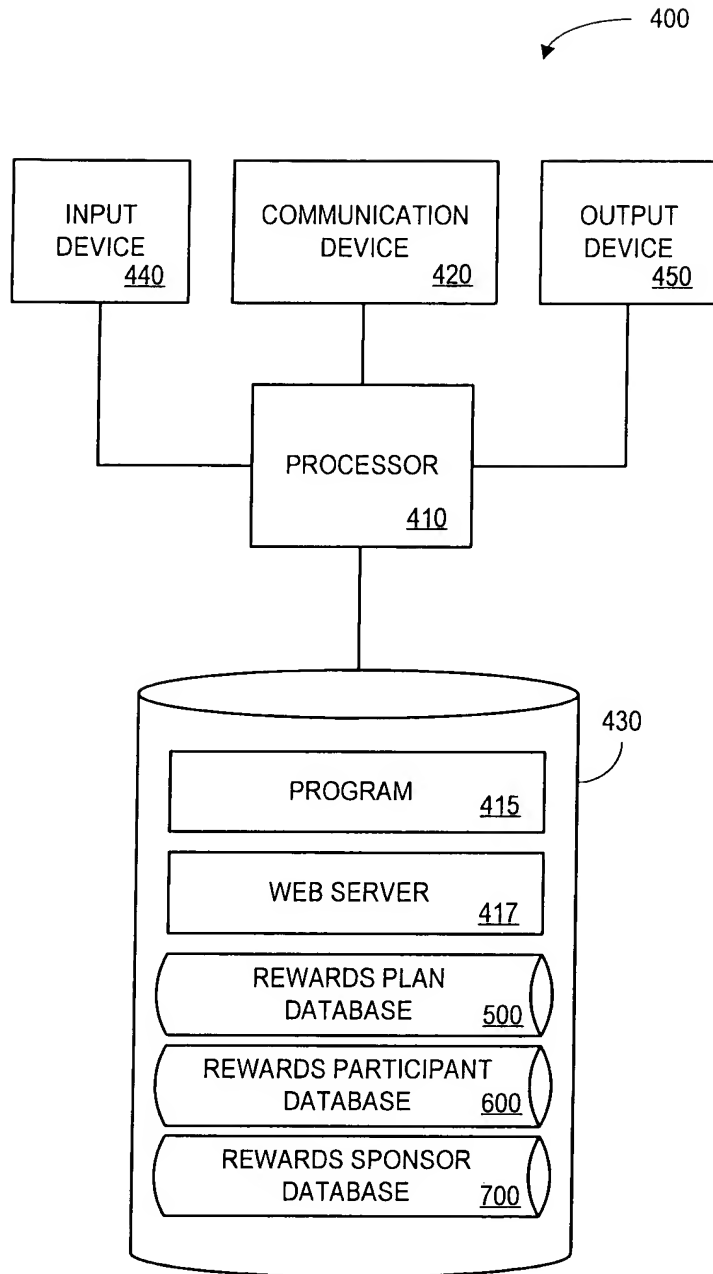 400
INPUT
DEVICE
440
COMMUNICATION
DEVICE
420
OUTPUT
DEVICE
450
PROCESSOR
410
430
PROGRAM
415
WEB SERVER
417
REWARDS PLAN
DATABASE
500
REWARDS PARTICIPANT
DATABASE
600
REWARDS SPONSOR
DATABASE
700